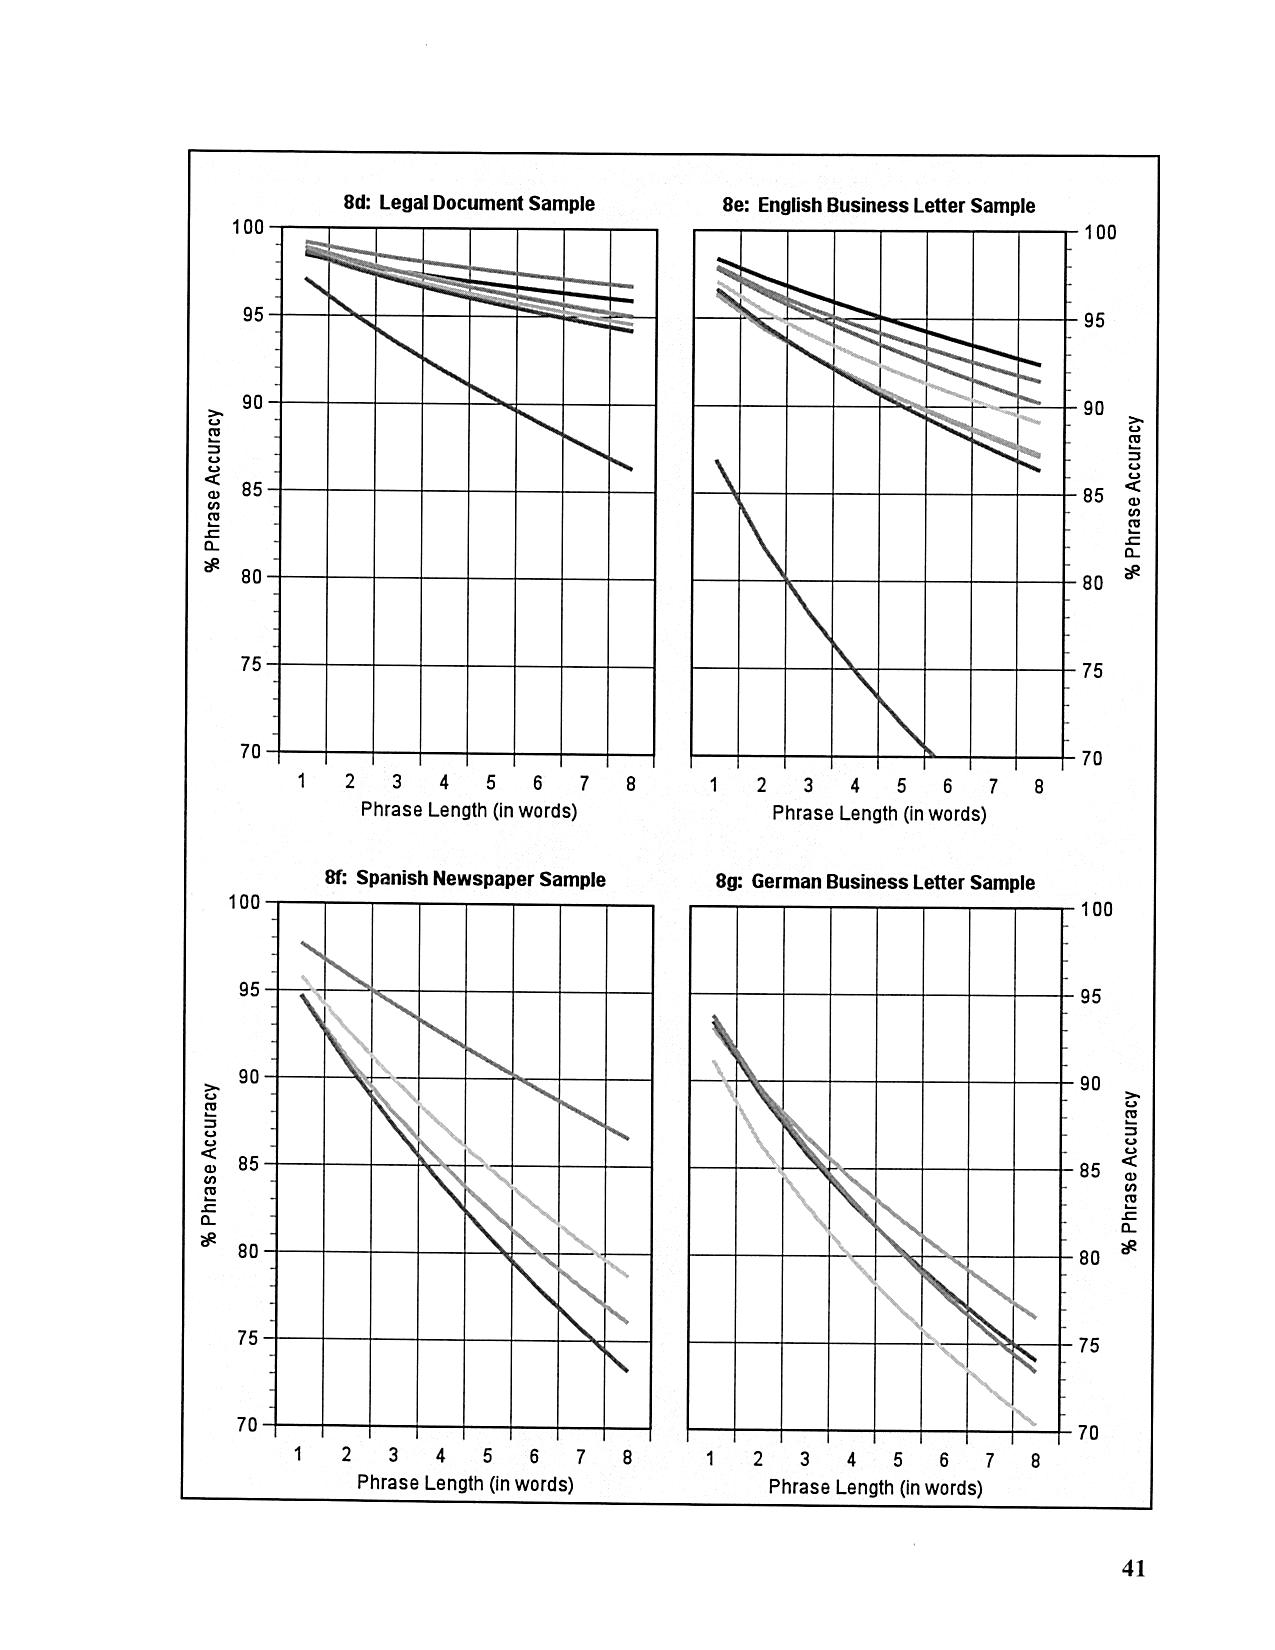 8d: Legal Document Sample
100
95
90
85
80
75
70
% Phrase Accuracy
1 2 3 4 5 6 7 8
Phrase Length (in words)
8e: English Business Letter Sample
100
95
90
85
80
75
70
% Phrase Accuracy
1 2 3 4 5 6 7 8
Phrase Length (in words)
8f: Spanish Newspaper Sample
100
95
90
85
80
75
70
% Phrase Accuracy
1 2 3 4 5 6 7 8
Phrase Length (in words)
8g: German Business Letter Sample
100
95
90
85
80
75
70
% Phrase Accuracy
1 2 3 4 5 6 7 8
Phrase Length (in words)
41